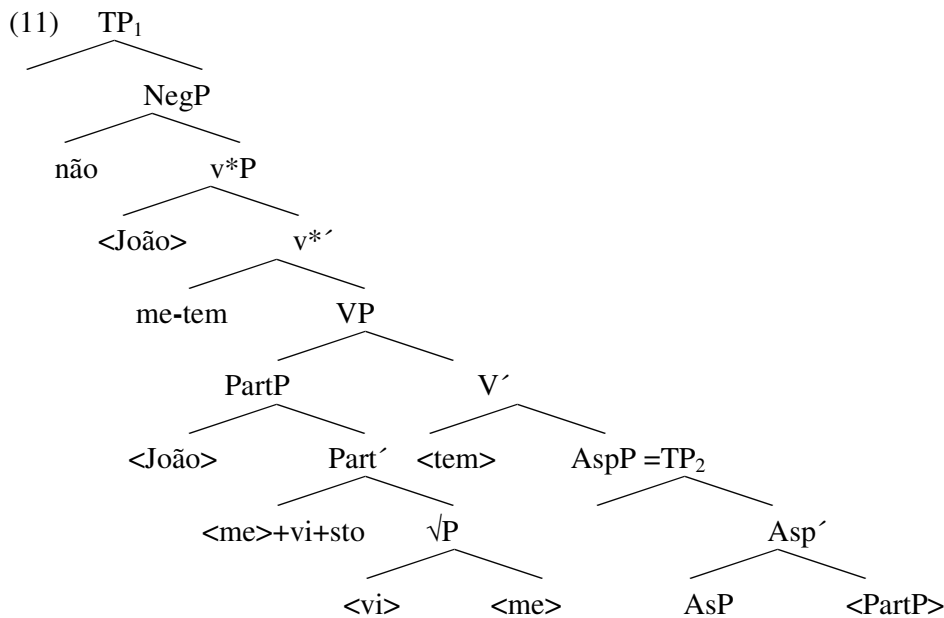 (11) TP₁
NegP
não v*P
<João> v*´
me-tem VP
PartP V´
<João> Part´ <tem> AspP =TP₂
<me>+vi+sto √P Asp´
<vi> <me> AsP <PartP>